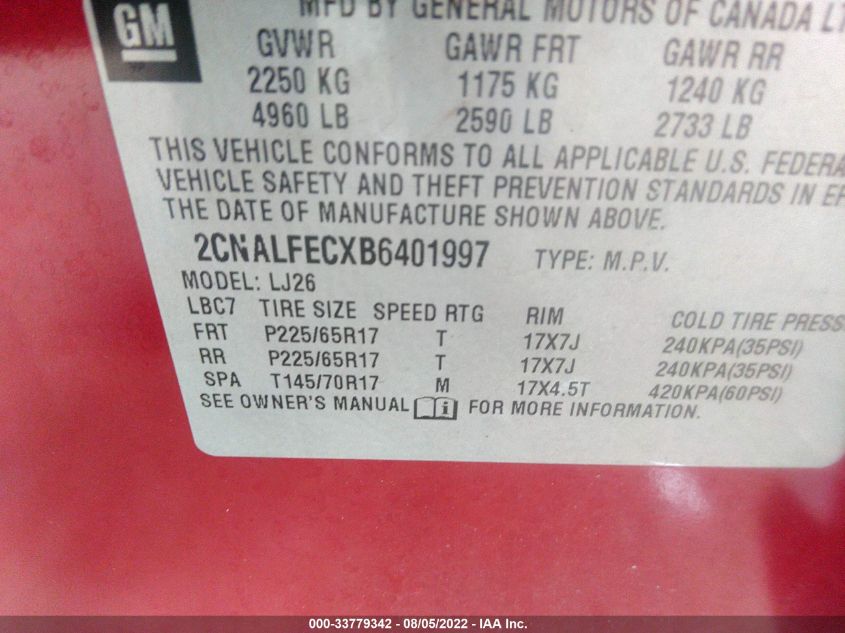 GM
MFD BY GENERAL MOTORS OF CANADA LT
GVWR GAWR FRT GAWR RR
2250 KG 1175 KG 1240 KG
4960 LB 2590 LB 2733 LB
THIS VEHICLE CONFORMS TO ALL APPLICABLE U.S. FEDERA
VEHICLE SAFETY AND THEFT PREVENTION STANDARDS IN EF
THE DATE OF MANUFACTURE SHOWN ABOVE.
2CNALFECXB6401997 TYPE: M.P.V.
MODEL: LJ26
LBC7 TIRE SIZE SPEED RTG RIM COLD TIRE PRESS
FRT P225/65R17 T 17X7J 240KPA(35PSI)
RR P225/65R17 T 17X7J 240KPA(35PSI)
SPA T145/70R17 M 17X4.5T 420KPA(60PSI)
SEE OWNER'S MANUAL i FOR MORE INFORMATION.
000-33779342 — 08/05/2022 — IAA Inc.